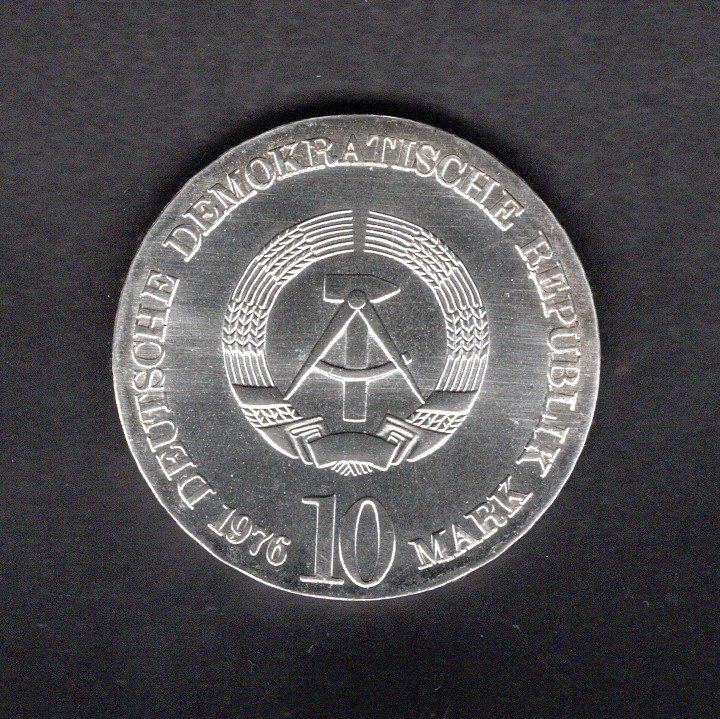 DEUTSCHE DEMOKRATISCHE REPUBLIK
1976 10 MARK